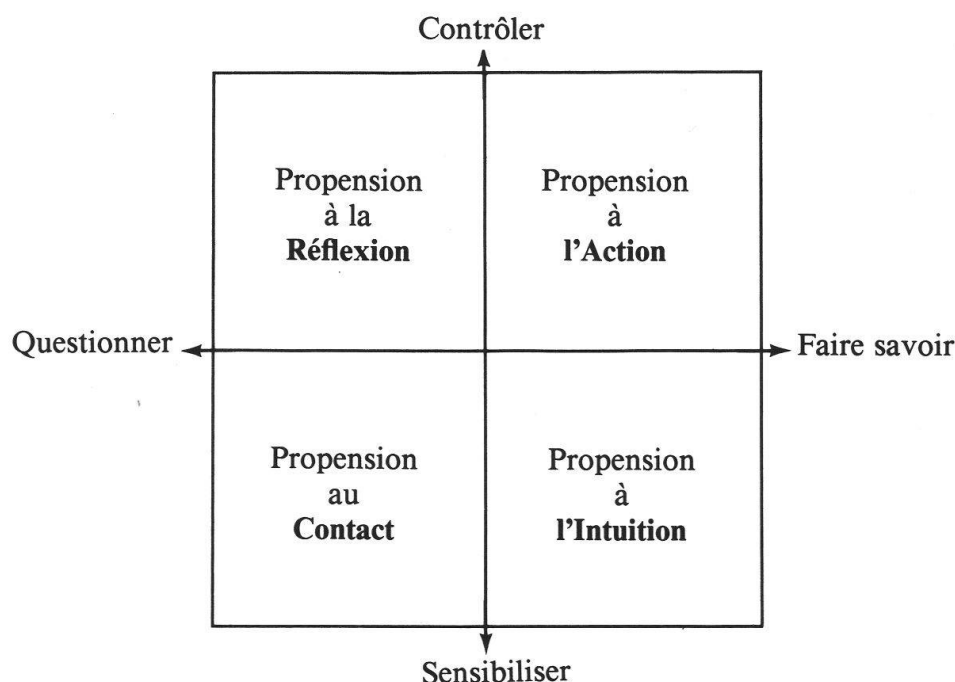 Contrôler
Propension
à la
Réflexion
Propension
à
l'Action
Questionner
Faire savoir
Propension
au
Contact
Propension
à
l'Intuition
Sensibiliser